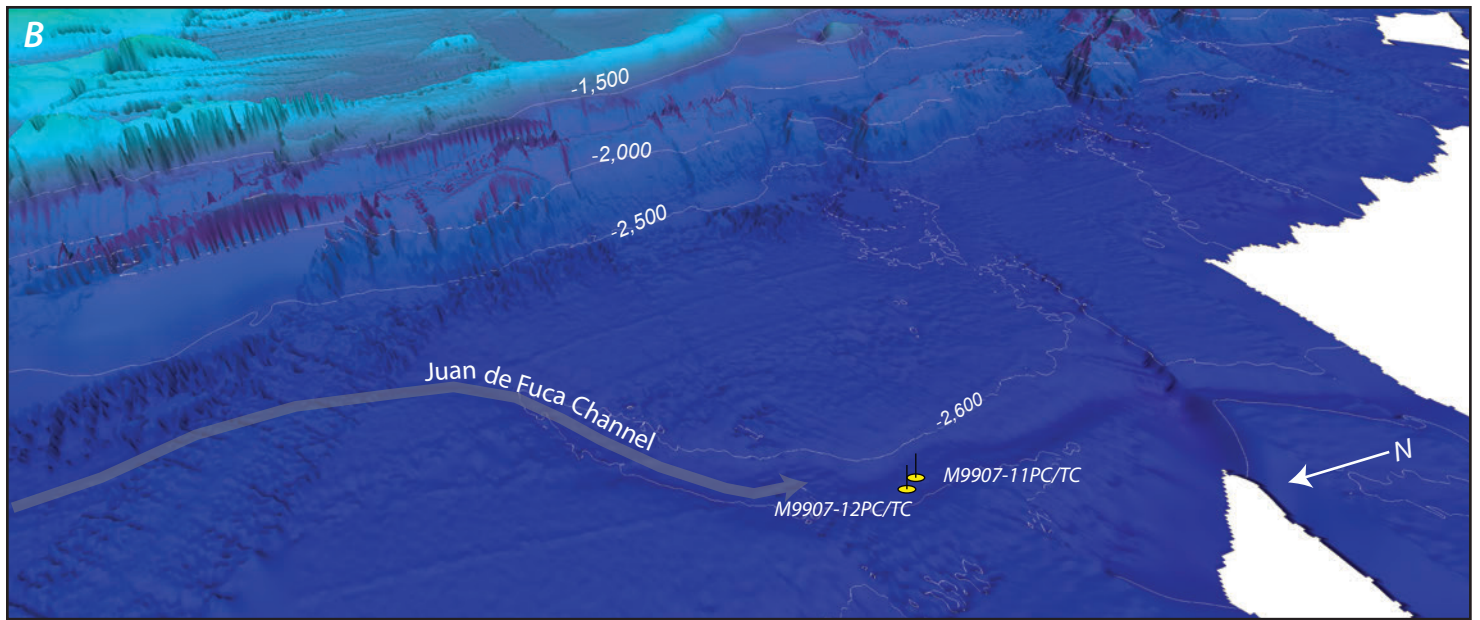 B
-1,500
-2,000
-2,500
Juan de Fuca Channel
-2,600
N
M9907-11PC/TC
M9907-12PC/TC